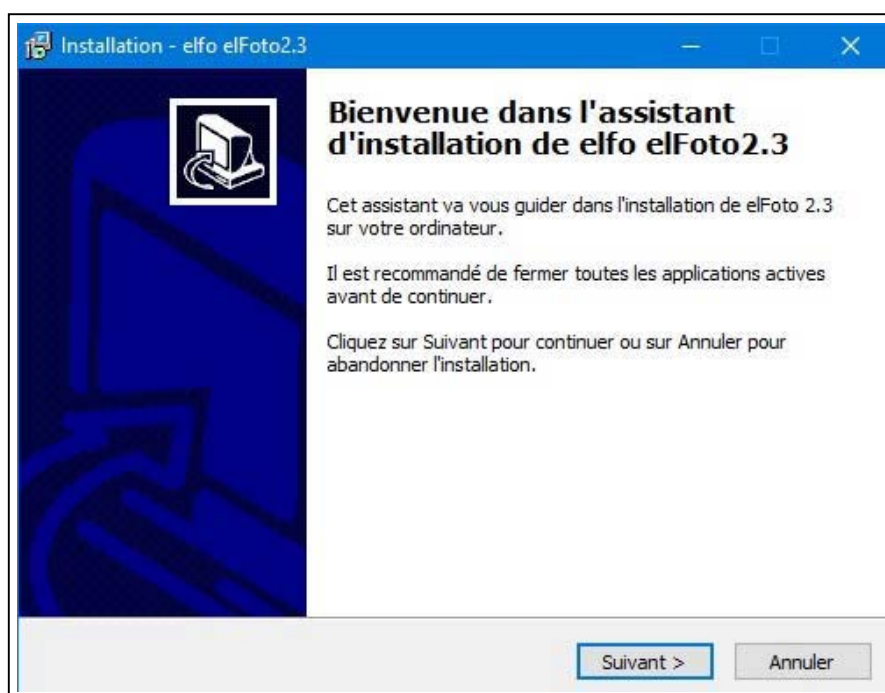 Installation - elfo elFoto2.3
Bienvenue dans l'assistant
d'installation de elfo elFoto2.3
Cet assistant va vous guider dans l'installation de elFoto 2.3
sur votre ordinateur.
Il est recommandé de fermer toutes les applications actives
avant de continuer.
Cliquez sur Suivant pour continuer ou sur Annuler pour
abandonner l'installation.
Suivant >
Annuler